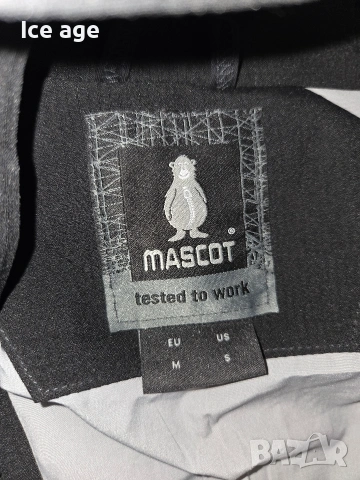 Ice age
MASCOT®
tested to work
EU US
M S
BAZAR